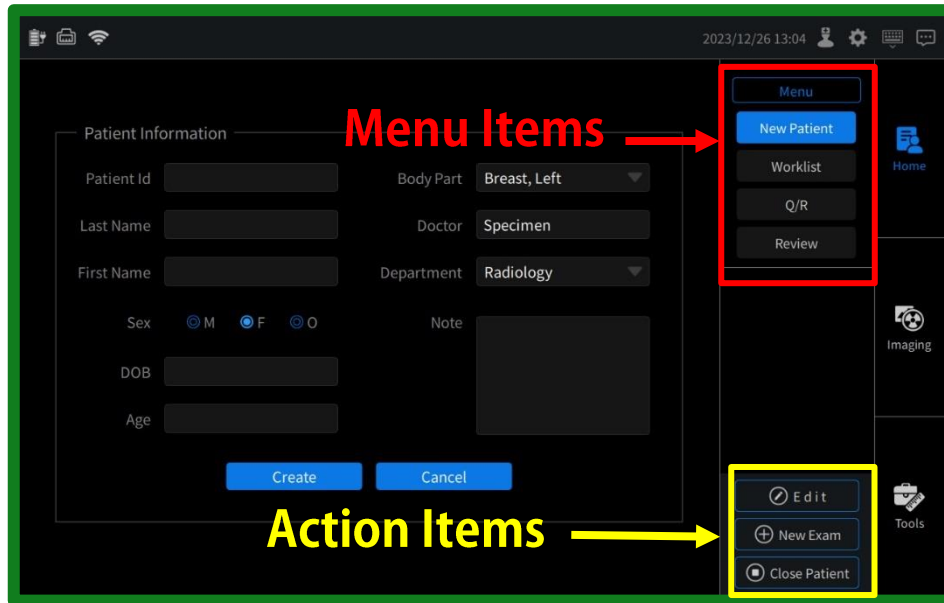 2023/12/26 13:04
Menu
Menu Items
New Patient
Patient Information
Home
Patient Id
Body Part
Breast, Left
Worklist
Last Name
Doctor
Specimen
Q/R
First Name
Department
Radiology
Review
Sex
M
F
O
Note
Imaging
DOB
Age
Create
Cancel
Edit
Action Items
New Exam
Tools
Close Patient